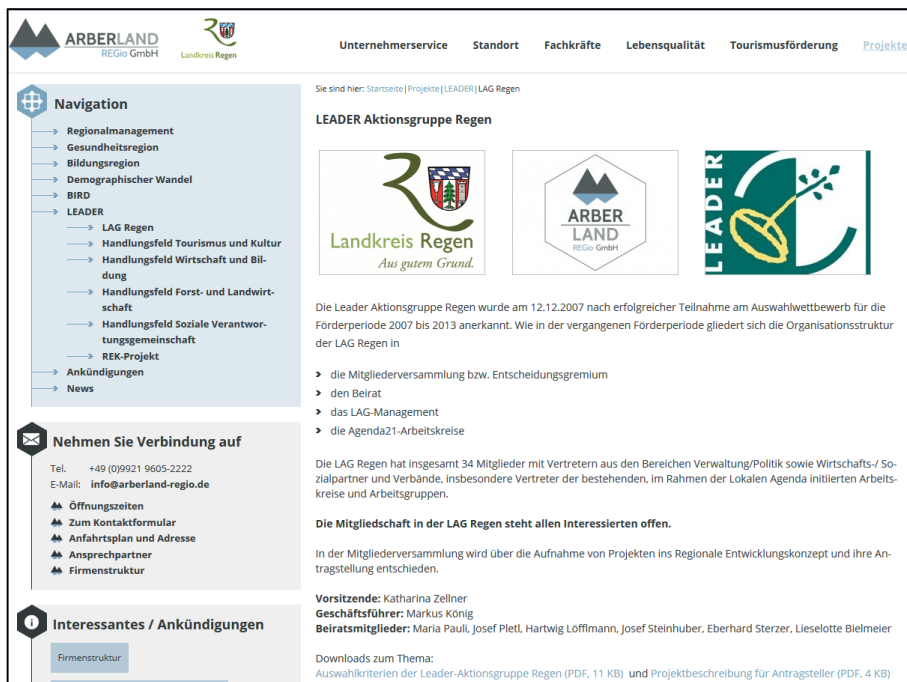 ARBERLAND
REGio GmbH
Landkreis Regen
Unternehmerservice Standort Fachkräfte Lebensqualität Tourismusförderung Projekte
Navigation
Regionalmanagement
Gesundheitsregion
Bildungsregion
Demographischer Wandel
BIRD
LEADER
LAG Regen
Handlungsfeld Tourismus und Kultur
Handlungsfeld Wirtschaft und Bil-
dung
Handlungsfeld Forst- und Landwirt-
schaft
Handlungsfeld Soziale Verantwor-
tungsgemeinschaft
REK-Projekt
Ankündigungen
News
Nehmen Sie Verbindung auf
Tel. +49 (0)9921 9605-2222
E-Mail: info@arberland-regio.de
Öffnungszeiten
Zum Kontaktformular
Anfahrtsplan und Adresse
Ansprechpartner
Firmenstruktur
Interessantes / Ankündigungen
Firmenstruktur
Sie sind hier: Startseite|Projekte|LEADER|LAG Regen
LEADER Aktionsgruppe Regen
Landkreis Regen
Aus gutem Grund.
ARBER
LAND
REGio GmbH
LEADER
Die Leader Aktionsgruppe Regen wurde am 12.12.2007 nach erfolgreicher Teilnahme am Auswahlwettbewerb für die
Förderperiode 2007 bis 2013 anerkannt. Wie in der vergangenen Förderperiode gliedert sich die Organisationsstruktur
der LAG Regen in
die Mitgliederversammlung bzw. Entscheidungsgremium
den Beirat
das LAG-Management
die Agenda21-Arbeitskreise
Die LAG Regen hat insgesamt 34 Mitglieder mit Vertretern aus den Bereichen Verwaltung/Politik sowie Wirtschafts-/ So-
zialpartner und Verbände, insbesondere Vertreter der bestehenden, im Rahmen der Lokalen Agenda initiierten Arbeits-
kreise und Arbeitsgruppen.
Die Mitgliedschaft in der LAG Regen steht allen Interessierten offen.
In der Mitgliederversammlung wird über die Aufnahme von Projekten ins Regionale Entwicklungskonzept und ihre An-
tragstellung entschieden.
Vorsitzende: Katharina Zellner
Geschäftsführer: Markus König
Beiratsmitglieder: Maria Pauli, Josef Pletl, Hartwig Löfflmann, Josef Steinhuber, Eberhard Sterzer, Lieselotte Bielmeier
Downloads zum Thema:
Auswahlkriterien der Leader-Aktionsgruppe Regen (PDF, 11 KB) und Projektbeschreibung für Antragsteller (PDF, 4 KB)